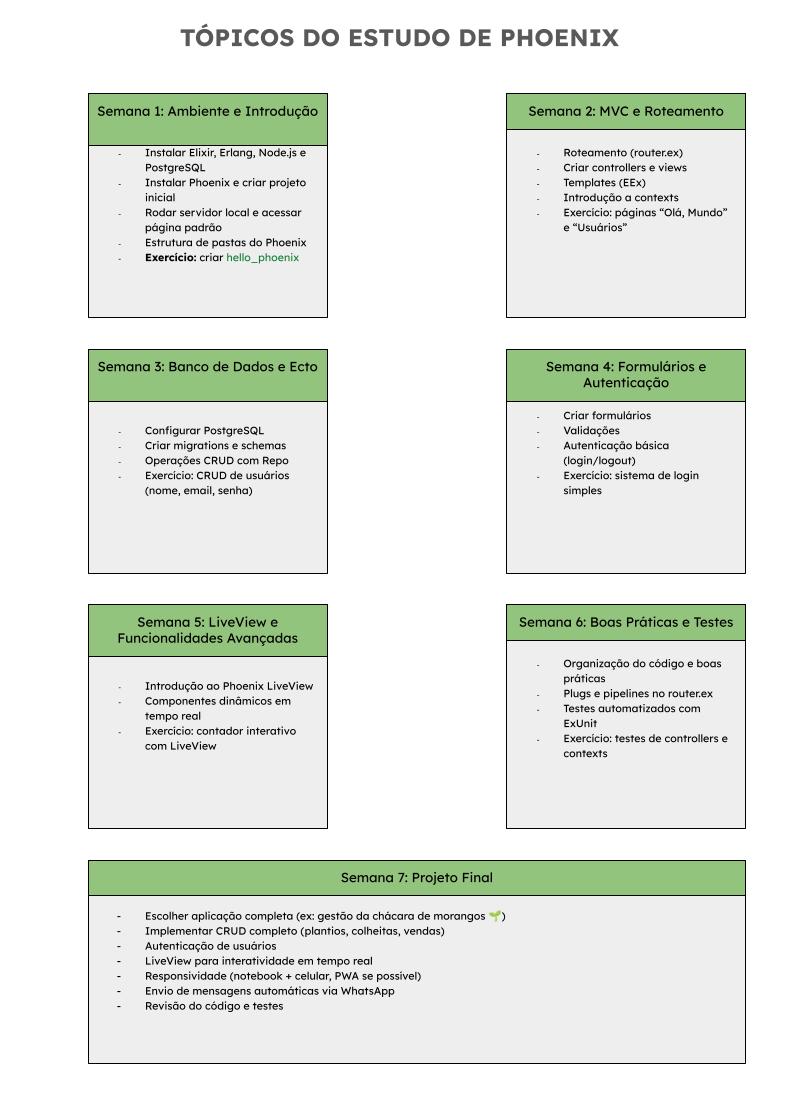 TÓPICOS DO ESTUDO DE PHOENIX
Semana 1: Ambiente e Introdução
- Instalar Elixir, Erlang, Node.js e
PostgreSQL
- Instalar Phoenix e criar projeto
inicial
- Rodar servidor local e acessar
página padrão
- Estrutura de pastas do Phoenix
- Exercício: criar hello_phoenix
Semana 2: MVC e Roteamento
- Roteamento (router.ex)
- Criar controllers e views
- Templates (EEx)
- Introdução a contexts
- Exercício: páginas “Olá, Mundo”
e “Usuários”
Semana 3: Banco de Dados e Ecto
- Configurar PostgreSQL
- Criar migrations e schemas
- Operações CRUD com Repo
- Exercício: CRUD de usuários
(nome, email, senha)
Semana 4: Formulários e
Autenticação
- Criar formulários
- Validações
- Autenticação básica
(login/logout)
- Exercício: sistema de login
simples
Semana 5: LiveView e
Funcionalidades Avançadas
- Introdução ao Phoenix LiveView
- Componentes dinâmicos em
tempo real
- Exercício: contador interativo
com LiveView
Semana 6: Boas Práticas e Testes
- Organização do código e boas
práticas
- Plugs e pipelines no router.ex
- Testes automatizados com
ExUnit
- Exercício: testes de controllers e
contexts
Semana 7: Projeto Final
- Escolher aplicação completa (ex: gestão da chácara de morangos 🌱)
- Implementar CRUD completo (plantios, colheitas, vendas)
- Autenticação de usuários
- LiveView para interatividade em tempo real
- Responsividade (notebook + celular, PWA se possível)
- Envio de mensagens automáticas via WhatsApp
- Revisão do código e testes